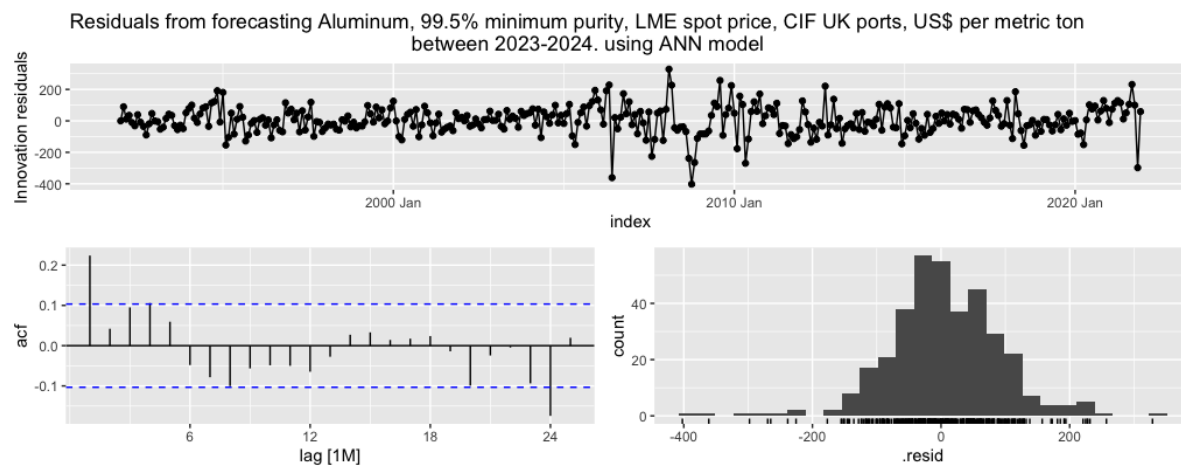 Residuals from forecasting Aluminum, 99.5% minimum purity, LME spot price, CIF UK ports, US$ per metric ton
between 2023-2024. using ANN model
Innovation residuals
200
0
-200
-400
2000 Jan
2010 Jan
2020 Jan
index
acf
0.2
0.1
0.0
-0.1
6
12
18
24
lag [1M]
count
40
20
0
-400
-200
0
200
.resid